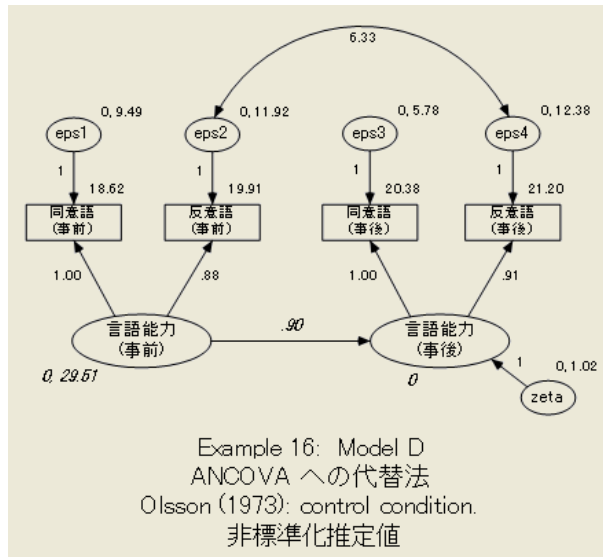 6.33
0, 9.49
0, 11.92
0, 5.78
0, 12.38
eps1
eps2
eps3
eps4
1
1
1
1
18.62
19.91
20.38
21.20
同意語
(事前)
反意語
(事前)
同意語
(事後)
反意語
(事後)
1.00
.88
1.00
.91
言語能力
(事前)
.90
言語能力
(事後)
0, 29.51
0
1
0, 1.02
zeta
Example 16: Model D
ANCOVA への代替法
Olsson (1973): control condition.
非標準化推定値